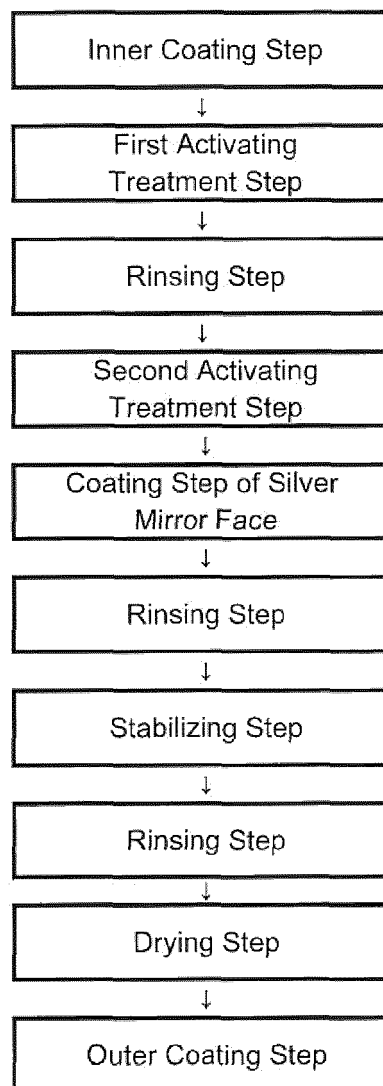 Inner Coating Step
↓
First Activating
Treatment Step
↓
Rinsing Step
↓
Second Activating
Treatment Step
↓
Coating Step of Silver
Mirror Face
↓
Rinsing Step
↓
Stabilizing Step
↓
Rinsing Step
↓
Drying Step
↓
Outer Coating Step